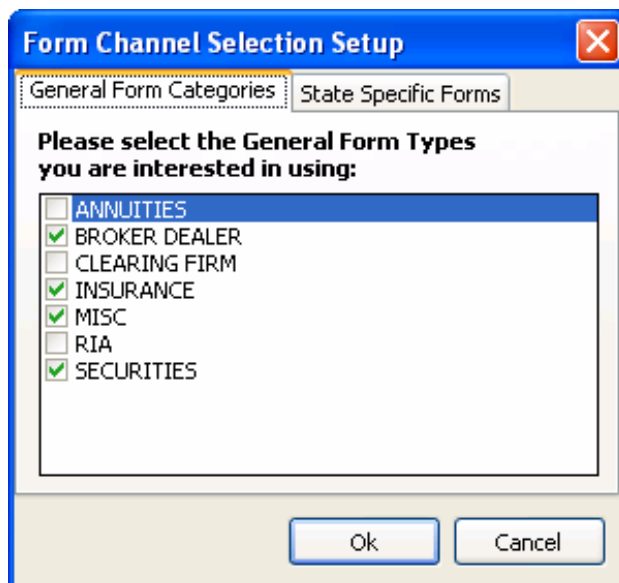 Form Channel Selection Setup
General Form Categories
State Specific Forms
Please select the General Form Types
you are interested in using:
ANNUITIES
BROKER DEALER
CLEARING FIRM
INSURANCE
MISC
RIA
SECURITIES
Ok
Cancel